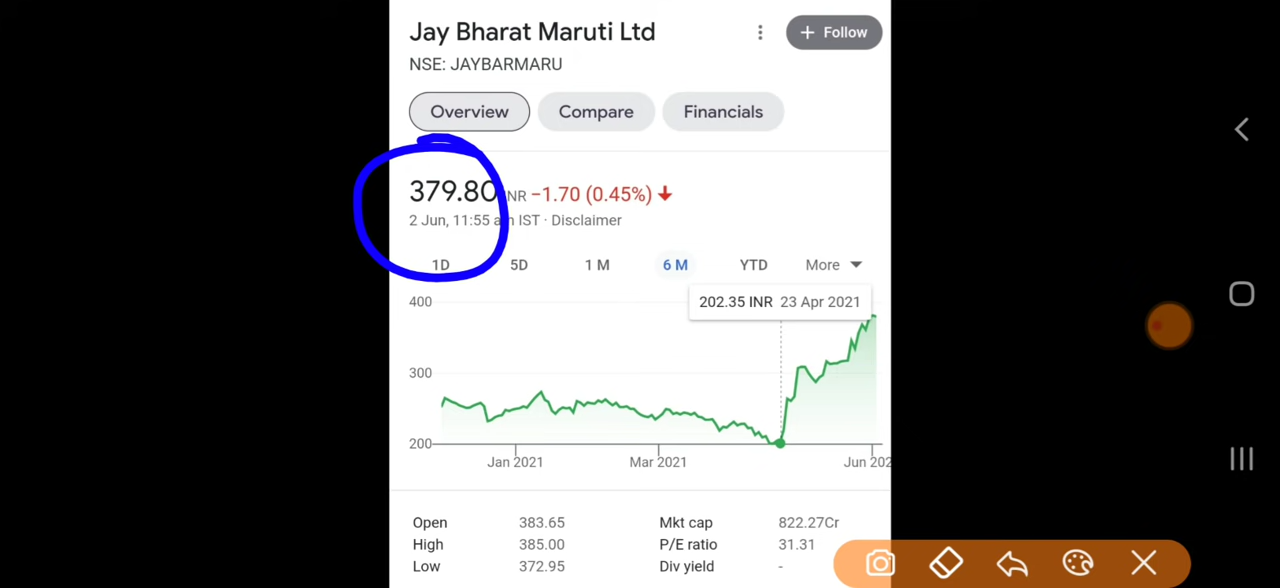 Jay Bharat Maruti Ltd
+ Follow
NSE: JAYBARMARU
Overview
Compare
Financials
379.80 INR −1.70 (0.45%)
2 Jun, 11:55 am IST · Disclaimer
1D 5D 1 M 6 M YTD More
202.35 INR 23 Apr 2021
400
300
200
Jan 2021 Mar 2021 Jun 202
Open 383.65 Mkt cap 822.27Cr
High 385.00 P/E ratio 31.31
Low 372.95 Div yield -